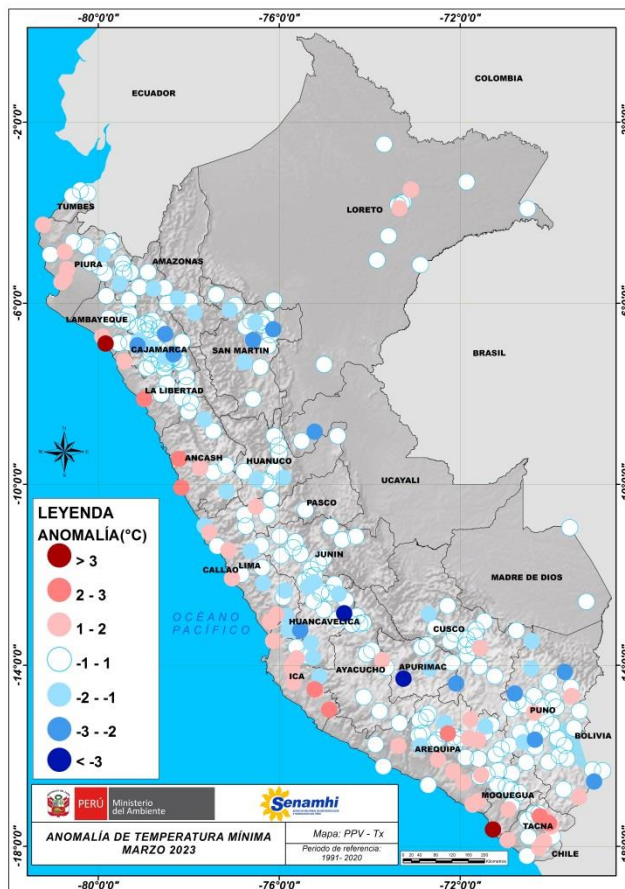 -80°0'0"
-76°0'0"
-72°0'0"
ECUADOR
COLOMBIA
-2°0'0"
TUMBES
LORETO
PIURA
AMAZONAS
-6°0'0"
LAMBAYEQUE
CAJAMARCA
SAN MARTIN
BRASIL
LA LIBERTAD
ANCASH
HUANUCO
UCAYALI
-10°0'0"
PASCO
JUNIN
CALLAO
LIMA
MADRE DE DIOS
OCÉANO
PACÍFICO
HUANCAVELICA
CUSCO
-14°0'0"
ICA
AYACUCHO
APURIMAC
PUNO
BOLIVIA
AREQUIPA
MOQUEGUA
TACNA
-18°0'0"
CHILE
LEYENDA
ANOMALÍA(°C)
> 3
2 - 3
1 - 2
-1 - 1
-2 - -1
-3 - -2
< -3
PERÚ
Ministerio
del Ambiente
Senamhi
ANOMALÍA DE TEMPERATURA MÍNIMA
MARZO 2023
Mapa: PPV - Tx
Periodo de referencia:
1991- 2020
-80°0'0"
-76°0'0"
-72°0'0"